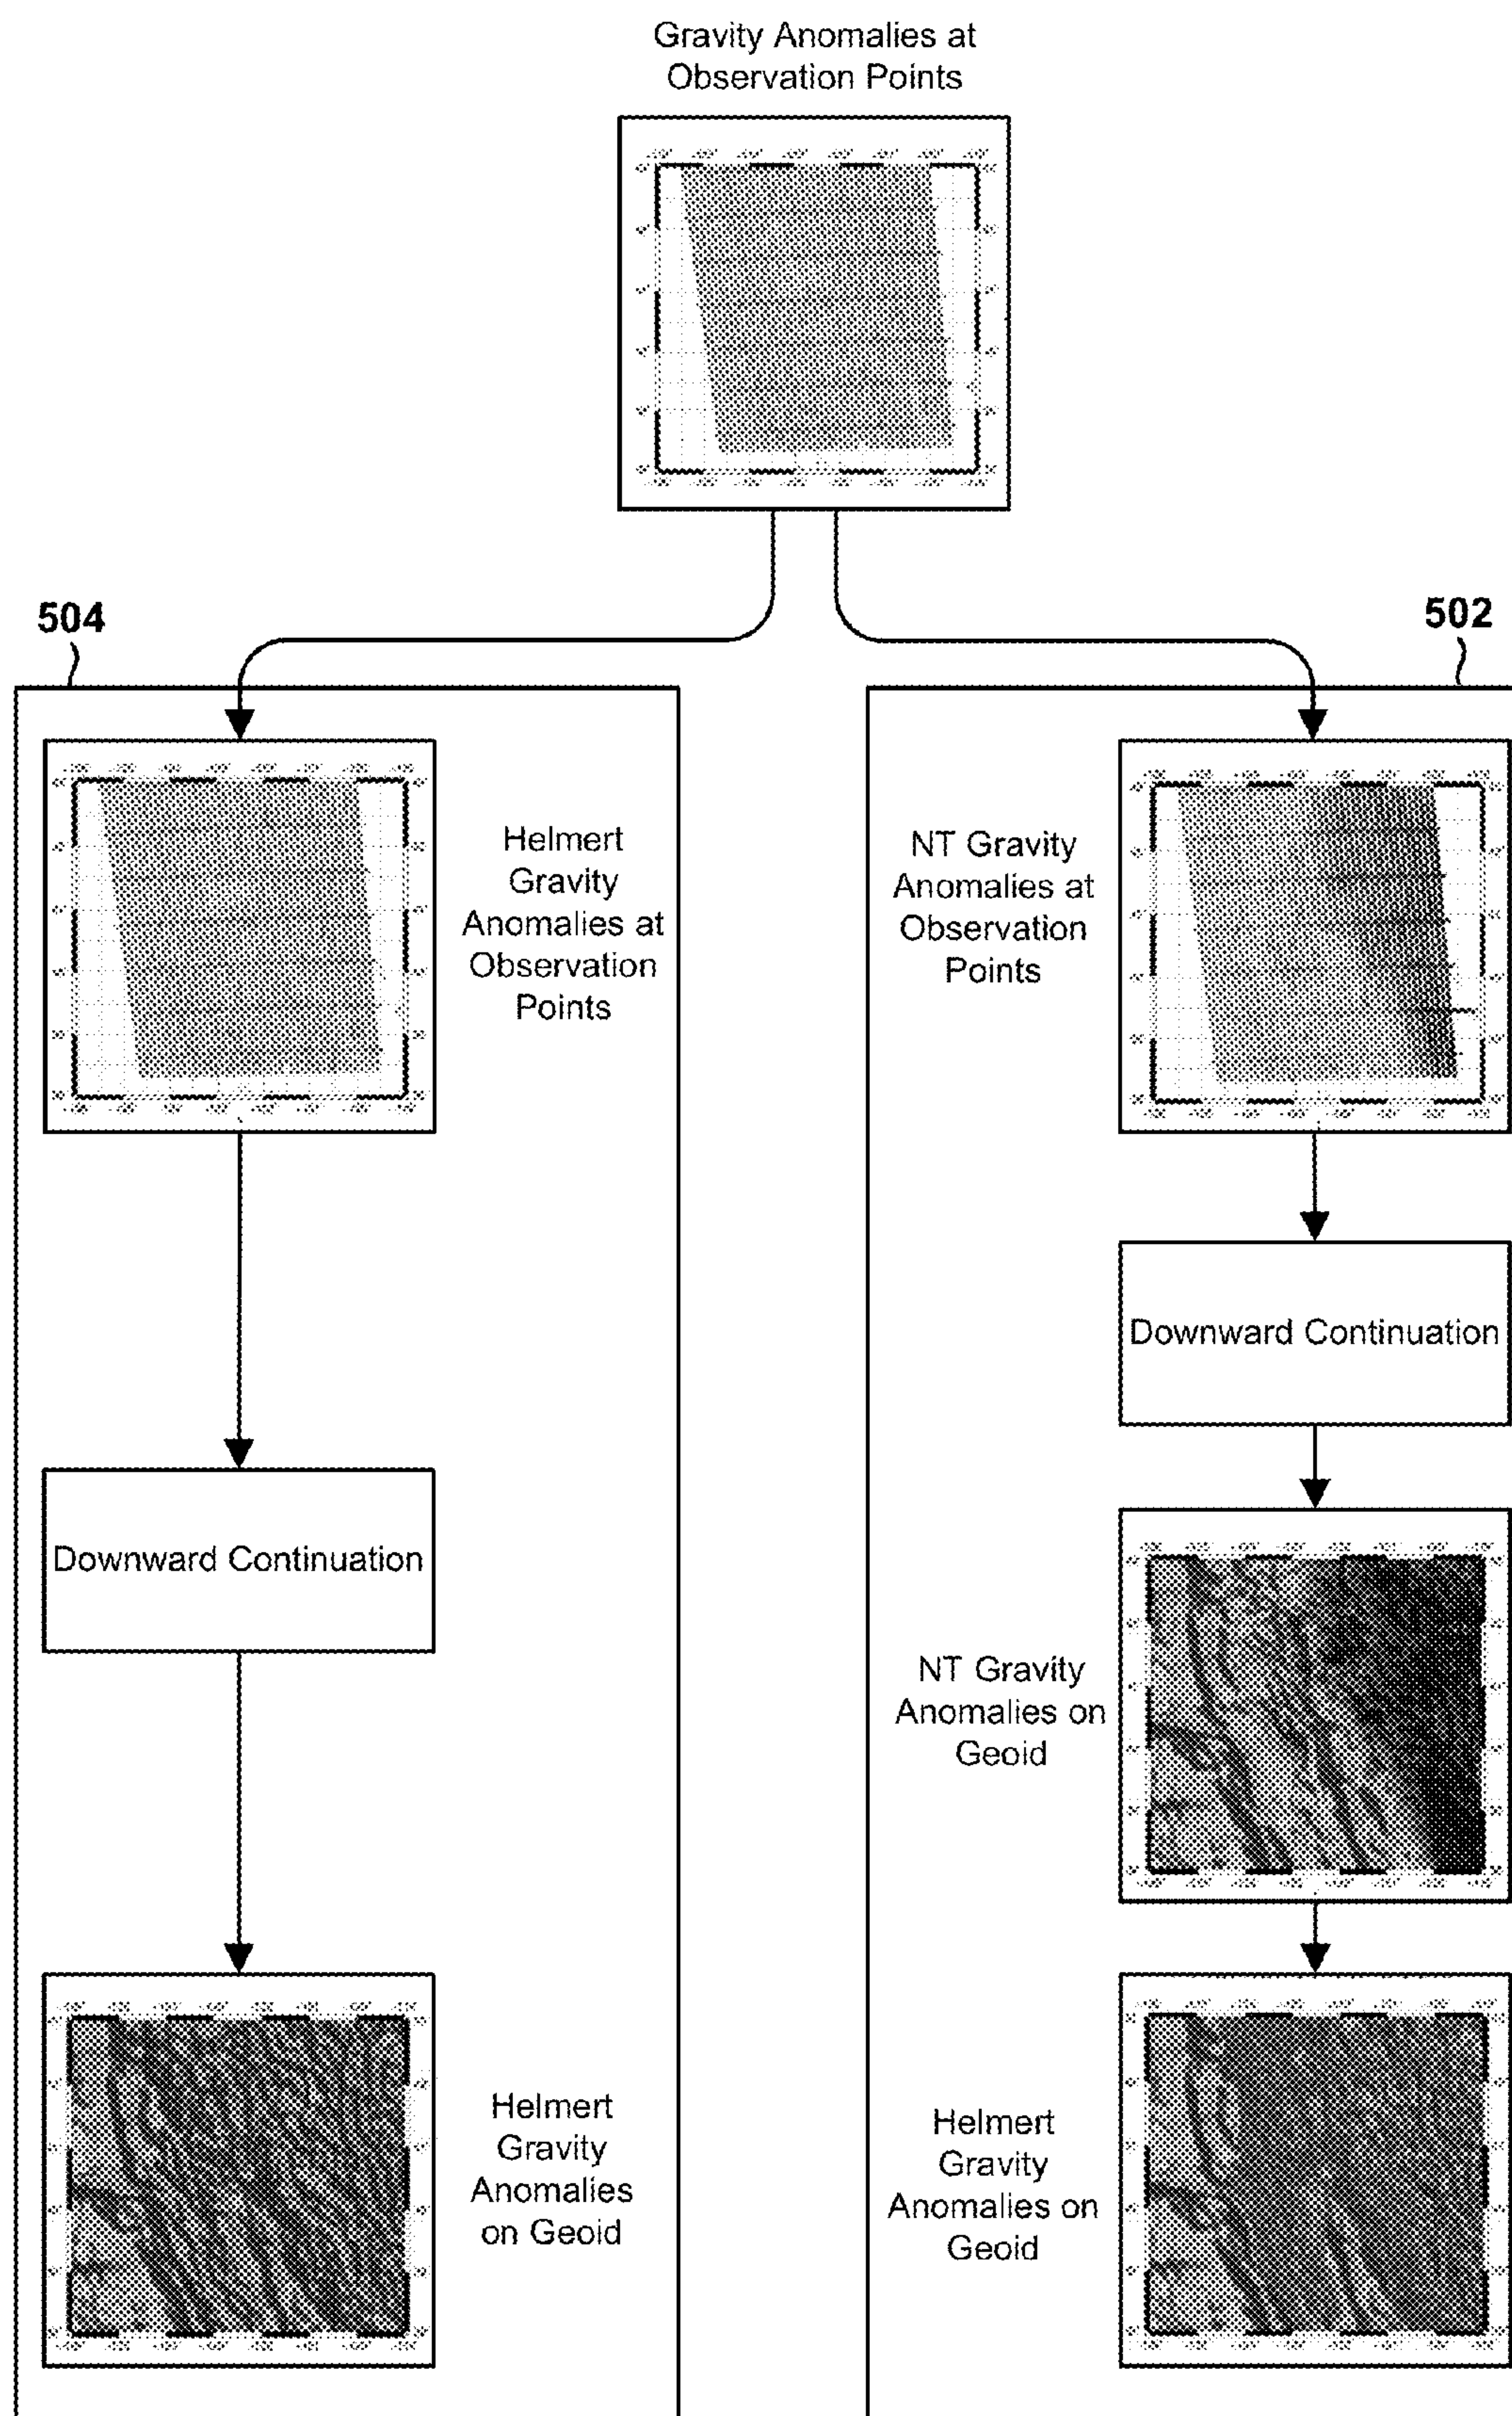 Gravity Anomalies at
Observation Points
504
502
Helmert
Gravity
Anomalies at
Observation
Points
NT Gravity
Anomalies at
Observation
Points
Downward Continuation
Downward Continuation
NT Gravity
Anomalies on
Geoid
Helmert
Gravity
Anomalies
on Geoid
Helmert
Gravity
Anomalies on
Geoid